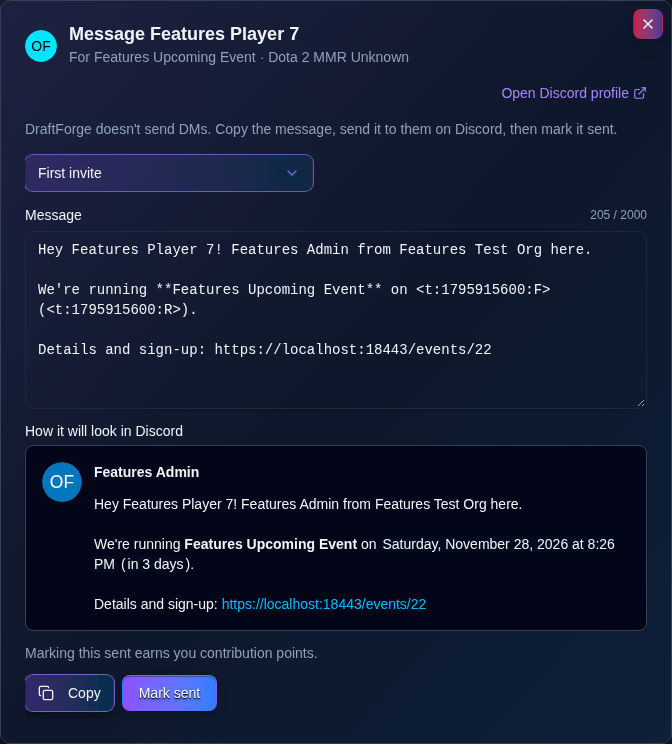 OF
Message Features Player 7
For Features Upcoming Event · Dota 2 MMR Unknown
Open Discord profile
DraftForge doesn't send DMs. Copy the message, send it to them on Discord, then mark it sent.
First invite
Message
205 / 2000
Hey Features Player 7! Features Admin from Features Test Org here.
We're running **Features Upcoming Event** on <t:1795915600:F>
(<t:1795915600:R>).
Details and sign-up: https://localhost:18443/events/22
How it will look in Discord
OF
Features Admin
Hey Features Player 7! Features Admin from Features Test Org here.
We're running Features Upcoming Event on Saturday, November 28, 2026 at 8:26
PM (in 3 days).
Details and sign-up: https://localhost:18443/events/22
Marking this sent earns you contribution points.
Copy
Mark sent